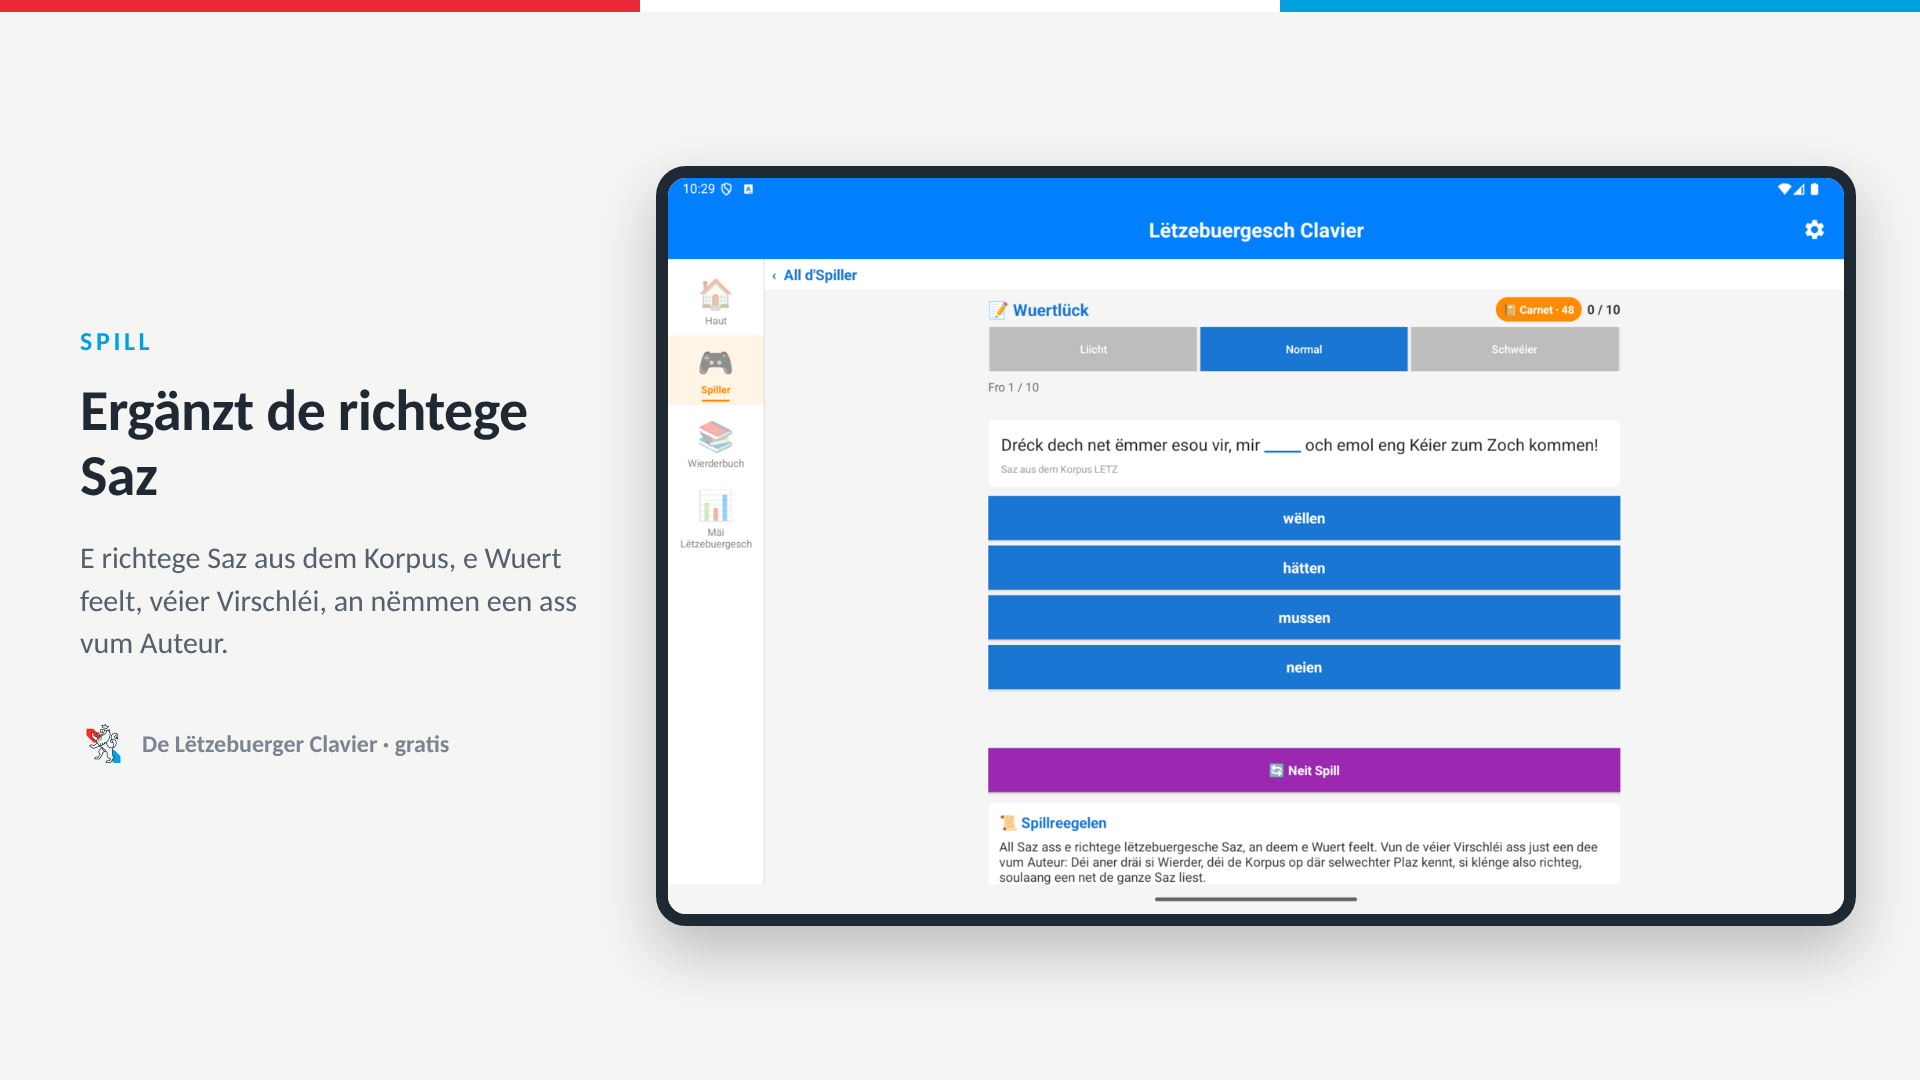 SPILL
Ergänzt de richtege
Saz
E richtege Saz aus dem Korpus, e Wuert
feelt, véier Virschléi, an nëmmen een ass
vum Auteur.
De Lëtzebuerger Clavier · gratis
10:29
Lëtzebuergesch Clavier
Haut
Spiller
Wierderbuch
Mäi
Lëtzebuergesch
‹ All d'Spiller
Wuertlück
Carnet · 48
0 / 10
Liicht
Normal
Schwéier
Fro 1 / 10
Dréck dech net ëmmer esou vir, mir ____ och emol eng Kéier zum Zoch kommen!
Saz aus dem Korpus LETZ
wëllen
hätten
mussen
neien
Neit Spill
Spillreegelen
All Saz ass e richtege lëtzebuergesche Saz, an deem e Wuert feelt. Vun de véier Virschléi ass just een dee
vum Auteur: Déi aner dräi si Wierder, déi de Korpus op där selwechter Plaz kennt, si klénge also richteg,
soulaang een net de ganze Saz liest.